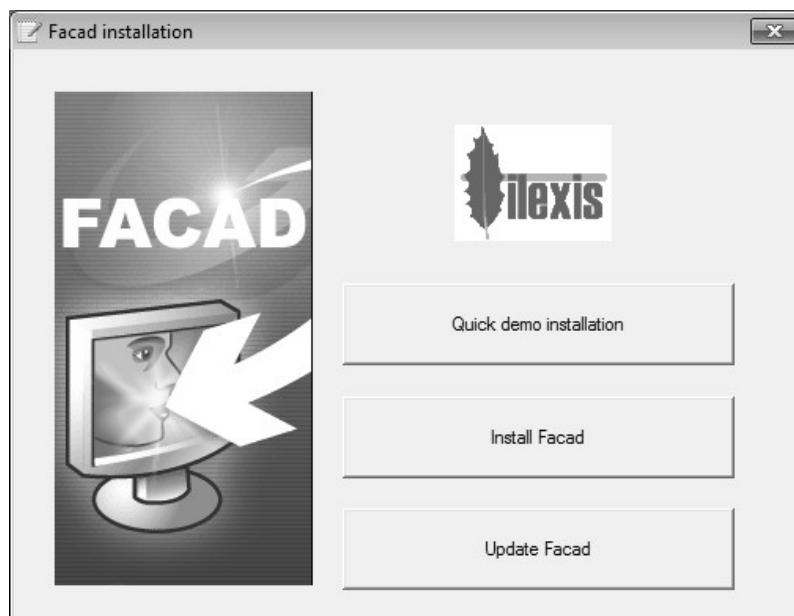 Facad installation
FACAD
ilexis
Quick demo installation
Install Facad
Update Facad